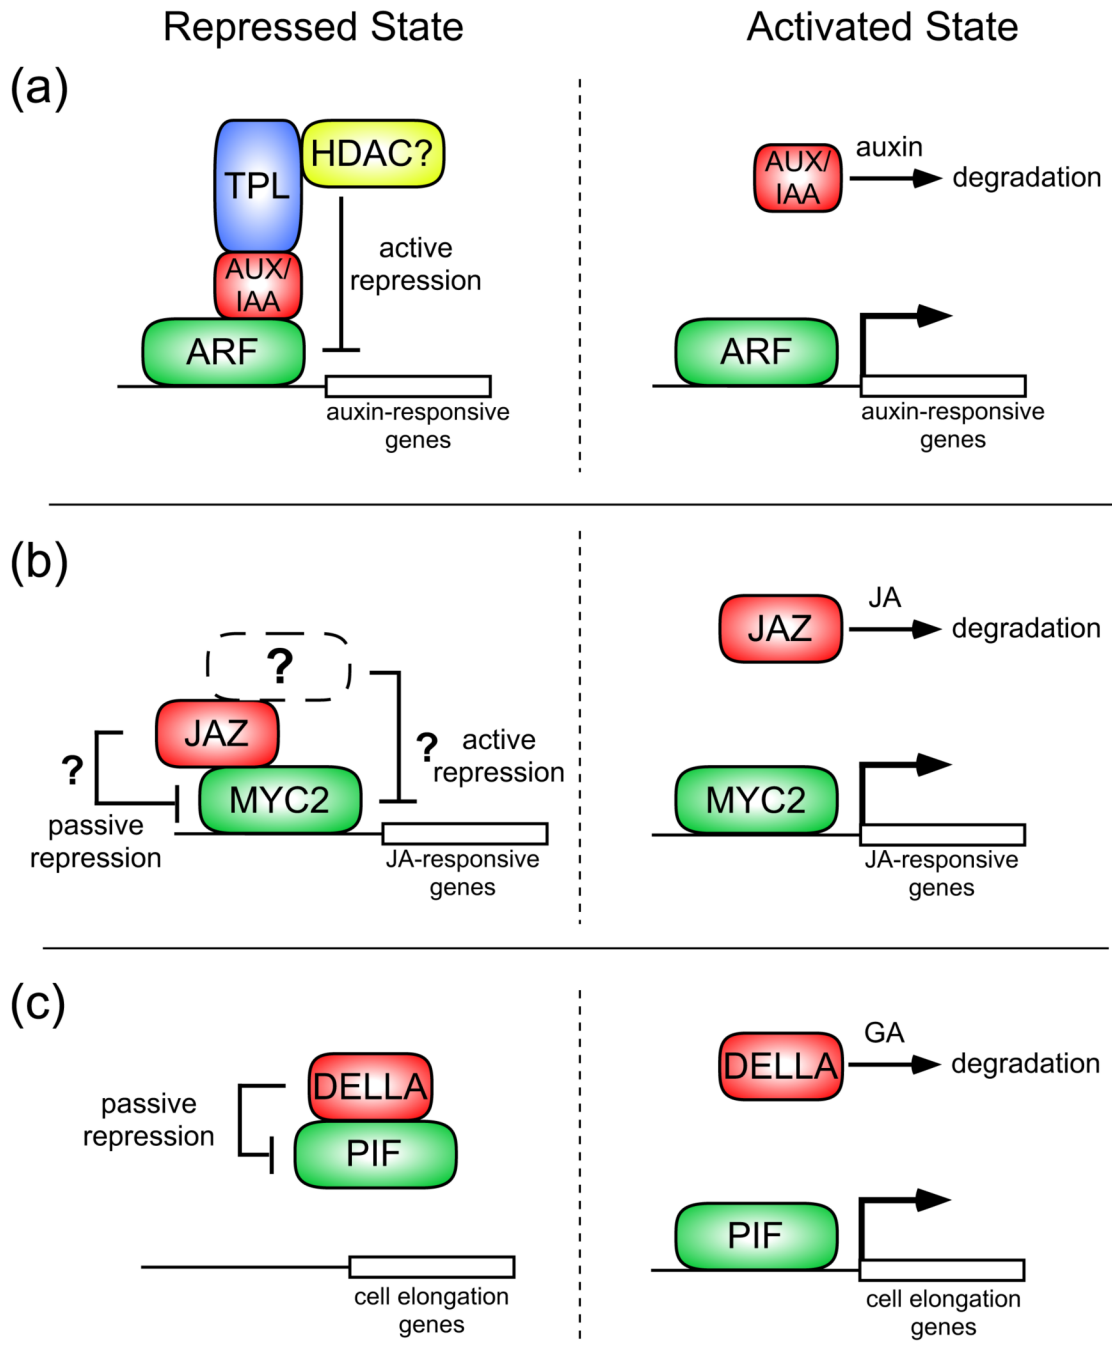 Repressed State
Activated State
(a)
TPL
HDAC?
AUX/
IAA
ARF
active
repression
auxin-responsive
genes
AUX/
IAA
auxin
degradation
ARF
auxin-responsive
genes
(b)
?
JAZ
MYC2
?
passive
repression
?
active
repression
JA-responsive
genes
JAZ
JA
degradation
MYC2
JA-responsive
genes
(c)
DELLA
PIF
passive
repression
cell elongation
genes
DELLA
GA
degradation
PIF
cell elongation
genes